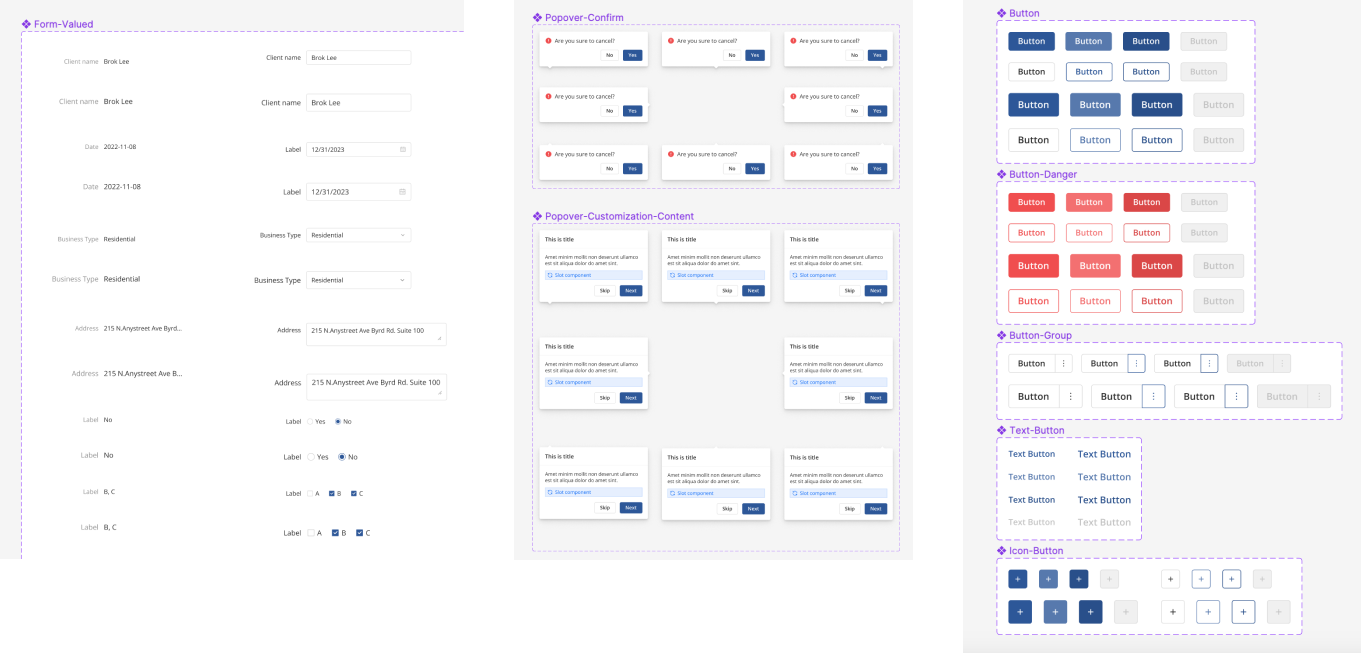 Form-Valued
Client name Brok Lee
Client name Brok Lee
Client name Brok Lee
Client name Brok Lee
Date 2022-11-08
Label 12/31/2023
Date 2022-11-08
Label 12/31/2023
Business Type Residential
Business Type Residential
Business Type Residential
Business Type Residential
Address 215 N.Anystreet Ave Byrd...
Address 215 N.Anystreet Ave Byrd Rd. Suite 100
Address 215 N.Anystreet Ave B...
Address 215 N.Anystreet Ave Byrd Rd. Suite 100
Label No
Label Yes No
Label No
Label Yes No
Label B, C
Label A B C
Label B, C
Label A B C
Popover-Confirm
Are you sure to cancel? Are you sure to cancel? Are you sure to cancel?
No Yes No Yes No Yes
Are you sure to cancel? Are you sure to cancel?
No Yes No Yes
Are you sure to cancel? Are you sure to cancel? Are you sure to cancel?
No Yes No Yes No Yes
Popover-Customization-Content
This is title This is title This is title
Amet minim mollit non deserunt ullamco Amet minim mollit non deserunt ullamco Amet minim mollit non deserunt ullamco
est sit aliqua dolor do amet sint. est sit aliqua dolor do amet sint. est sit aliqua dolor do amet sint.
Slot component Slot component Slot component
Skip Next Skip Next Skip Next
This is title This is title
Amet minim mollit non deserunt ullamco Amet minim mollit non deserunt ullamco
est sit aliqua dolor do amet sint. est sit aliqua dolor do amet sint.
Slot component Slot component
Skip Next Skip Next
This is title This is title This is title
Amet minim mollit non deserunt ullamco Amet minim mollit non deserunt ullamco Amet minim mollit non deserunt ullamco
est sit aliqua dolor do amet sint. est sit aliqua dolor do amet sint. est sit aliqua dolor do amet sint.
Slot component Slot component Slot component
Skip Next Skip Next Skip Next
Button
Button Button Button Button
Button Button Button Button
Button Button Button Button
Button Button Button Button
Button-Danger
Button Button Button Button
Button Button Button Button
Button Button Button Button
Button Button Button Button
Button-Group
Button Button Button Button
Button Button Button Button
Text-Button
Text Button Text Button
Text Button Text Button
Text Button Text Button
Text Button Text Button
Icon-Button